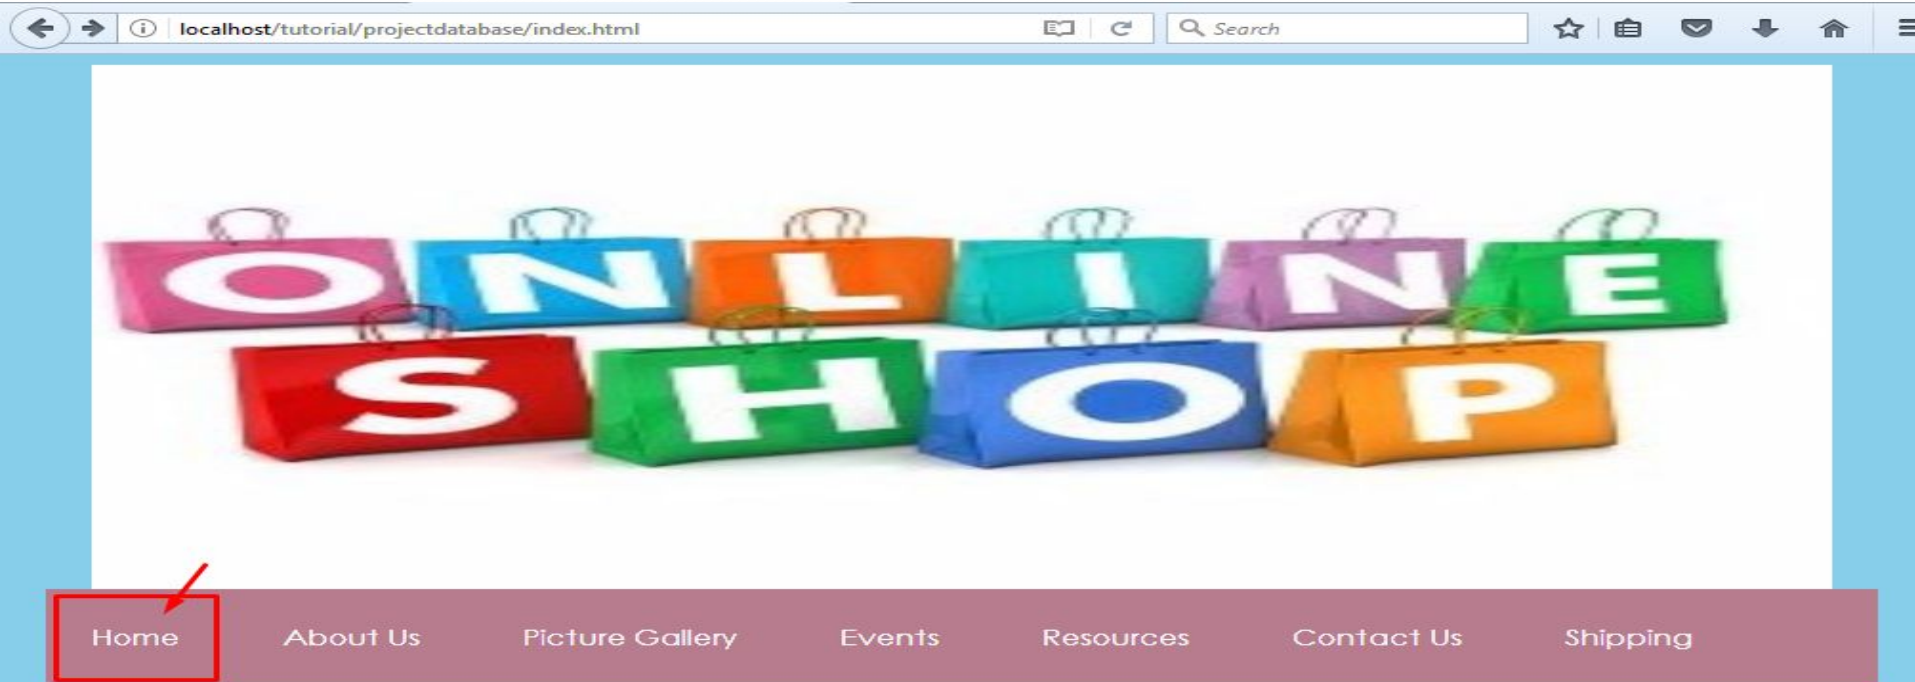 localhost/tutorial/projectdatabase/index.html Search
ONLINE
SHOP
Home About Us Picture Gallery Events Resources Contact Us Shipping